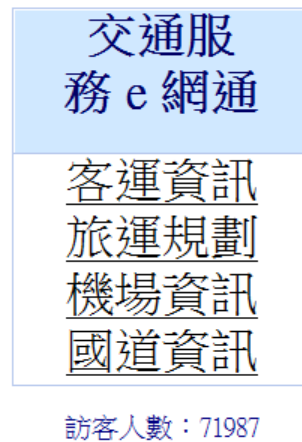 交通服
務 e 網通
客運資訊
旅運規劃
機場資訊
國道資訊
訪客人數：71987